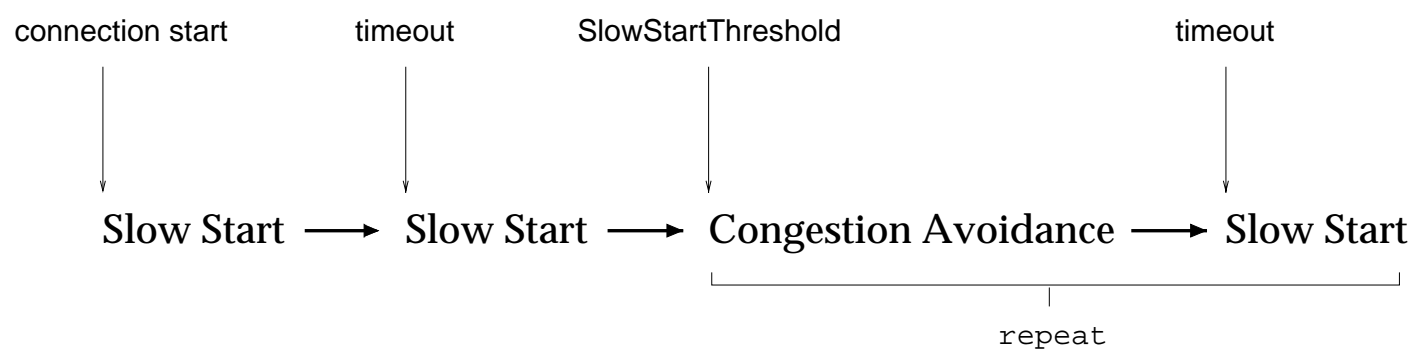 connection start timeout SlowStartThreshold timeout
Slow Start Slow Start Congestion Avoidance Slow Start
repeat